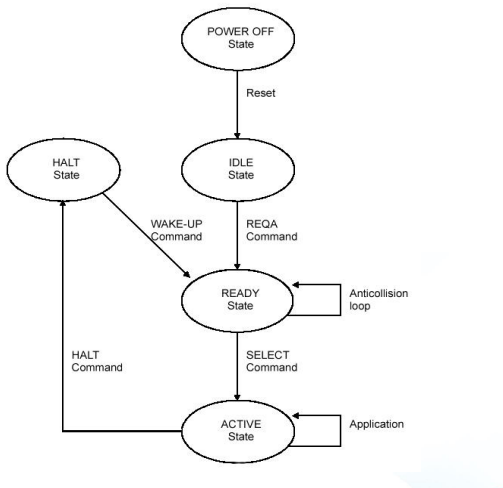 POWER OFF
State
Reset
HALT
State
IDLE
State
WAKE-UP
Command
REQA
Command
READY
State
Anticollision
loop
HALT
Command
SELECT
Command
ACTIVE
State
Application